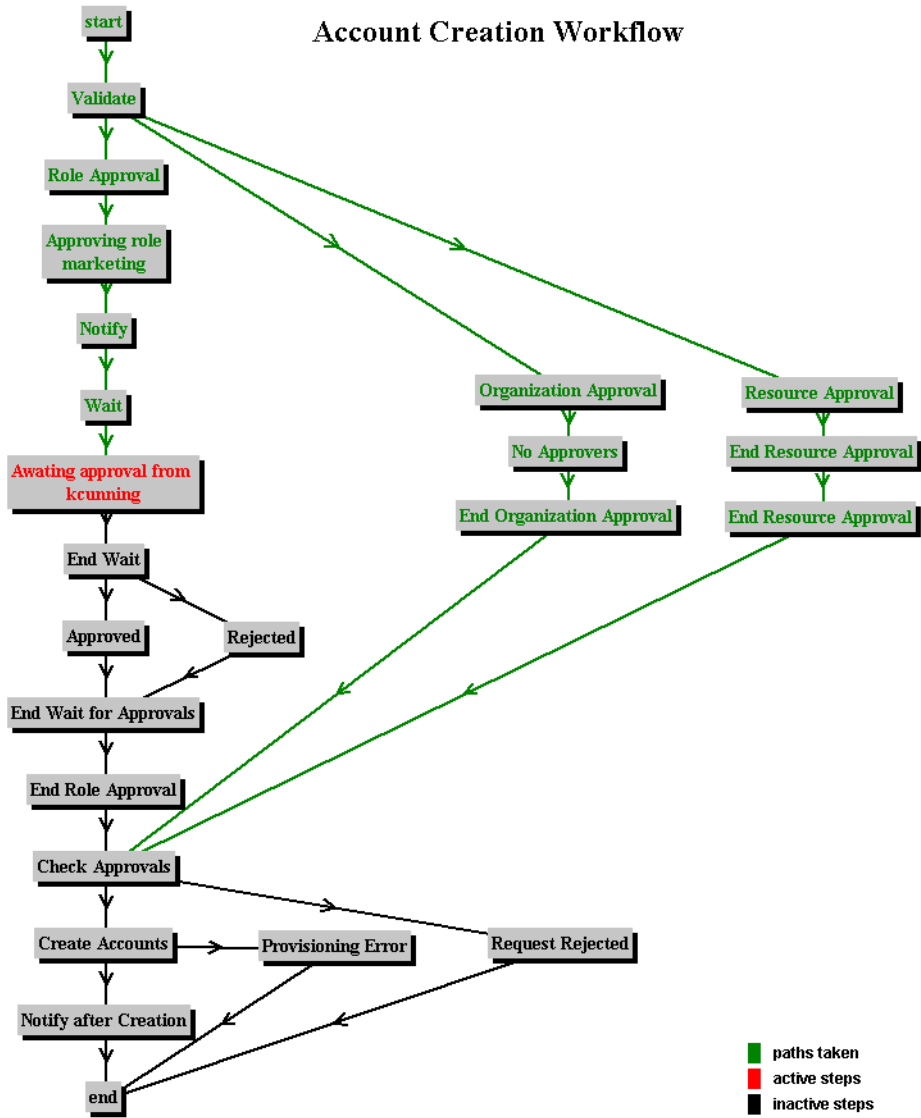 start
Account Creation Workflow
Validate
Role Approval
Approving role
marketing
Notify
Organization Approval
Resource Approval
Wait
No Approvers
End Resource Approval
Awating approval from
kcunning
End Organization Approval
End Resource Approval
End Wait
Approved
Rejected
End Wait for Approvals
End Role Approval
Check Approvals
Create Accounts
Provisioning Error
Request Rejected
Notify after Creation
paths taken
active steps
end
inactive steps